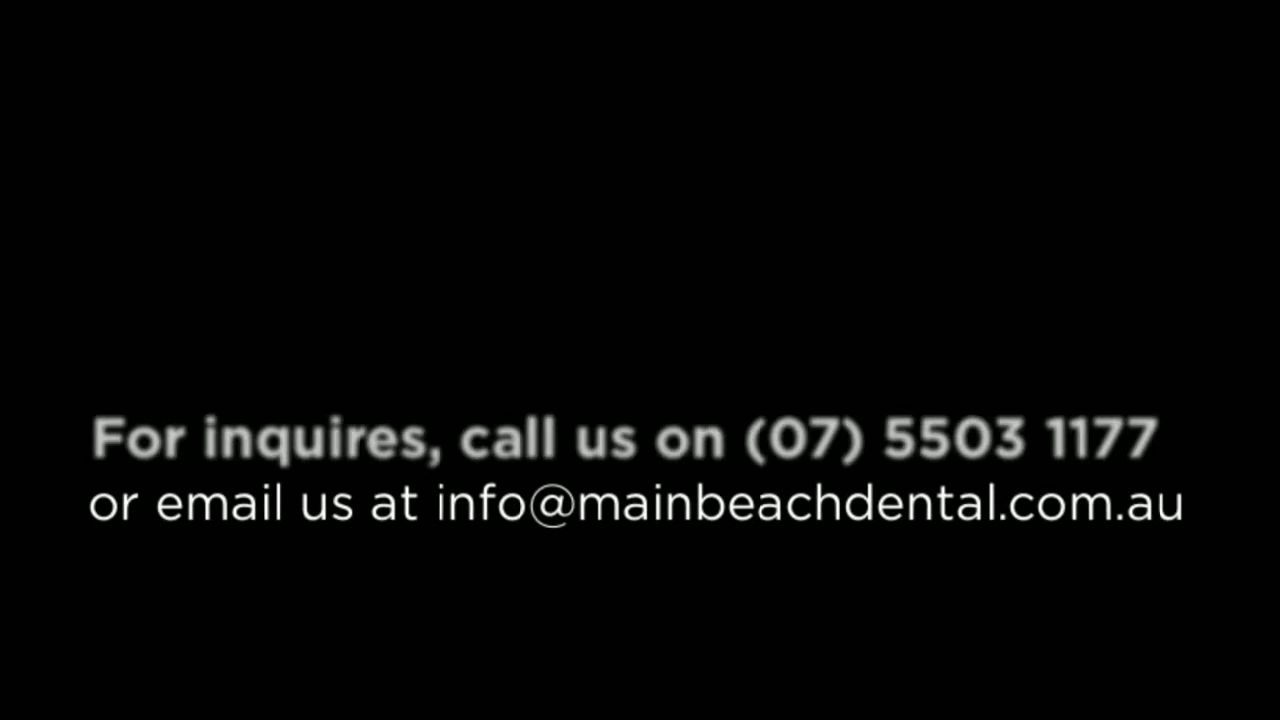 For inquires, call us on (07) 5503 1177
or email us at info@mainbeachdental.com.au